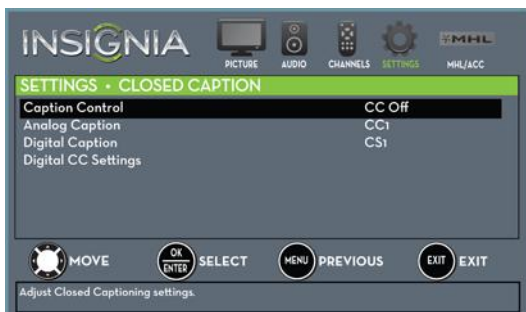 INSIGNIA
PICTURE AUDIO CHANNELS SETTINGS MHL MHL/ACC
SETTINGS • CLOSED CAPTION
Caption Control CC Off
Analog Caption CC1
Digital Caption CS1
Digital CC Settings
MOVE OK ENTER SELECT MENU PREVIOUS EXIT EXIT
Adjust Closed Captioning settings.